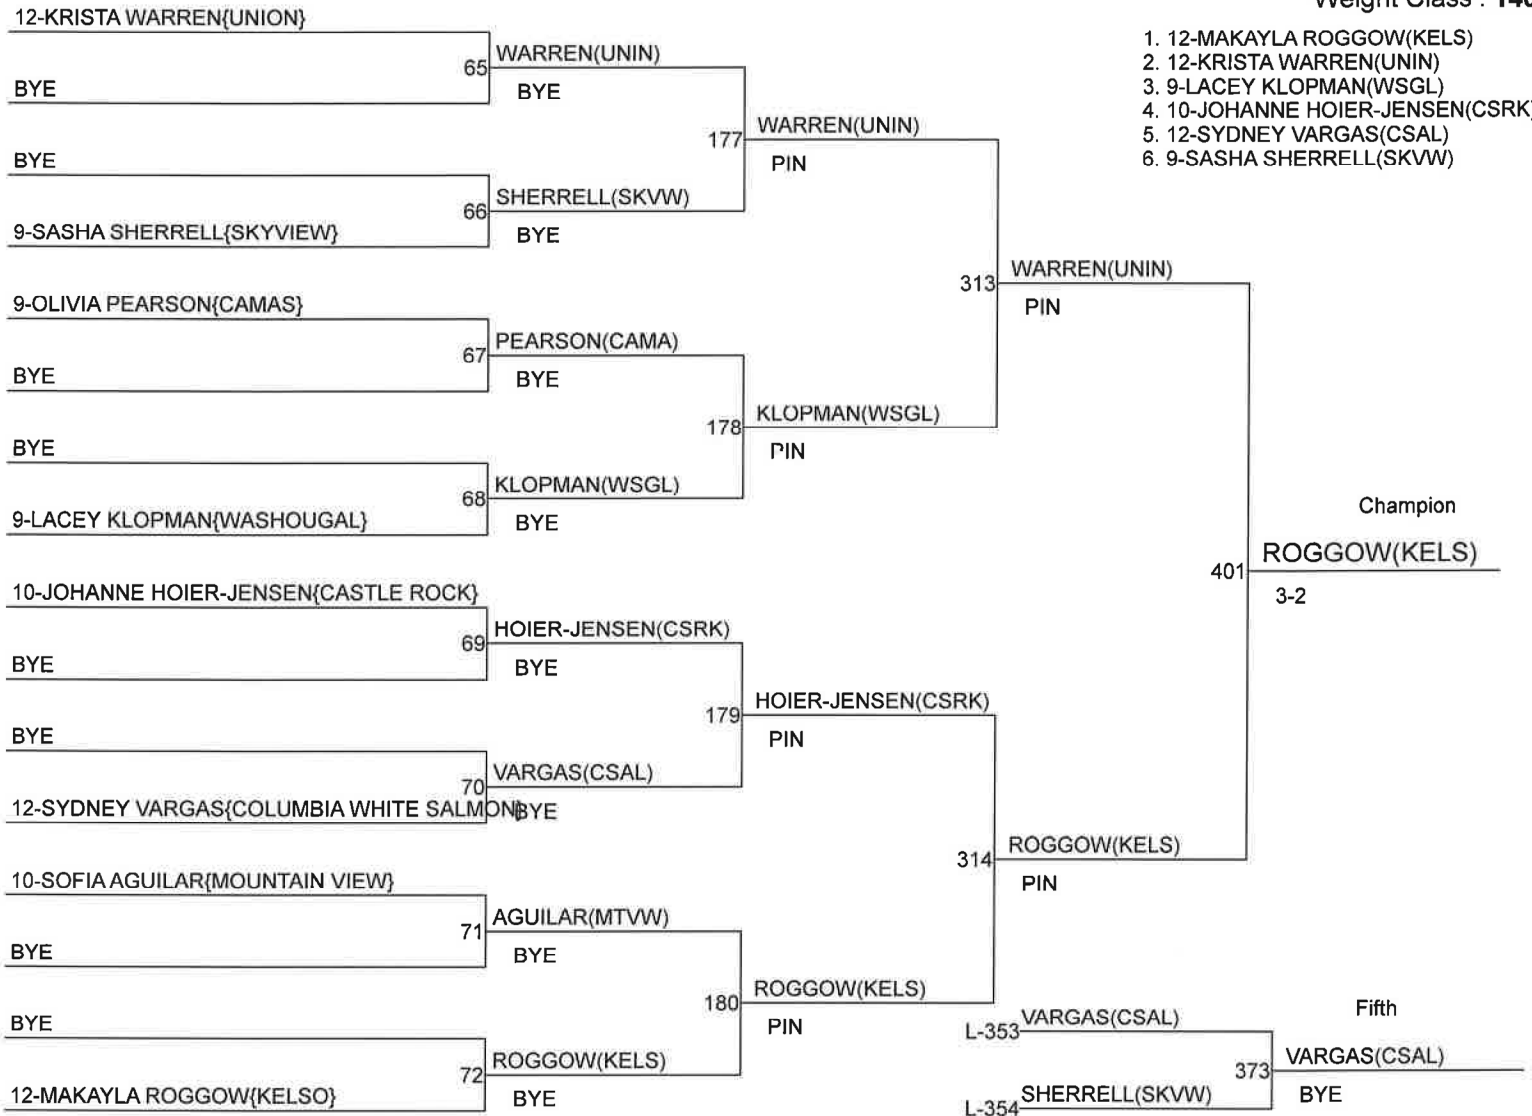 Weight Class :
1. 12-MAKAYLA ROGGOW(KELS)
2. 12-KRISTA WARREN(UNIN)
3. 9-LACEY KLOPMAN(WSGL)
4. 10-JOHANNE HOIER-JENSEN(CSRK)
5. 12-SYDNEY VARGAS(CSAL)
6. 9-SASHA SHERRELL(SKVW)
12-KRISTA WARREN{UNION}
BYE
BYE
9-SASHA SHERRELL{SKYVIEW}
9-OLIVIA PEARSON{CAMAS}
BYE
BYE
9-LACEY KLOPMAN{WASHOUGAL}
10-JOHANNE HOIER-JENSEN{CASTLE ROCK}
BYE
BYE
12-SYDNEY VARGAS{COLUMBIA WHITE SALMON}
10-SOFIA AGUILAR{MOUNTAIN VIEW}
BYE
BYE
12-MAKAYLA ROGGOW{KELSO}
65 WARREN(UNIN)
BYE
66 SHERRELL(SKVW)
BYE
67 PEARSON(CAMA)
BYE
68 KLOPMAN(WSGL)
BYE
69 HOIER-JENSEN(CSRK)
BYE
70 VARGAS(CSAL)
BYE
71 AGUILAR(MTVW)
BYE
72 ROGGOW(KELS)
BYE
177 WARREN(UNIN)
PIN
178 KLOPMAN(WSGL)
PIN
179 HOIER-JENSEN(CSRK)
PIN
180 ROGGOW(KELS)
PIN
313 WARREN(UNIN)
PIN
314 ROGGOW(KELS)
PIN
Champion
401 ROGGOW(KELS)
3-2
L-353 VARGAS(CSAL)
L-354 SHERRELL(SKVW)
Fifth
373 VARGAS(CSAL)
BYE